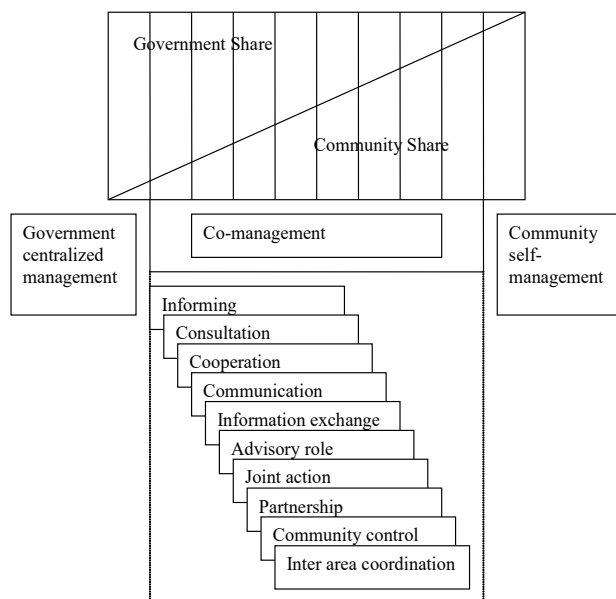 Government Share
Community Share
Government
centralized
management
Co-management
Community
self-
management
Informing
Consultation
Cooperation
Communication
Information exchange
Advisory role
Joint action
Partnership
Community control
Inter area coordination